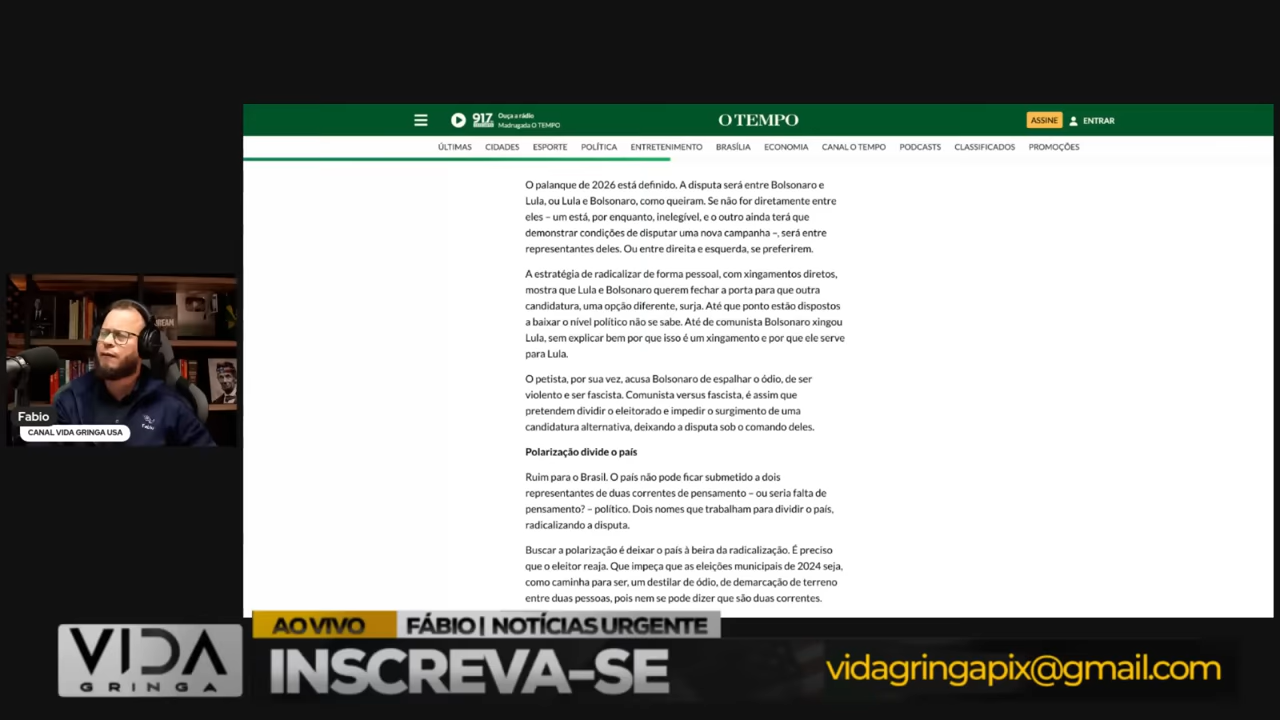 917
Ouça a rádio
Madrugada O TEMPO
O TEMPO
ASSINE
ENTRAR
ÚLTIMAS CIDADES ESPORTE POLÍTICA ENTRETENIMENTO BRASÍLIA ECONOMIA CANAL O TEMPO PODCASTS CLASSIFICADOS PROMOÇÕES
O palanque de 2026 está definido. A disputa será entre Bolsonaro e
Lula, ou Lula e Bolsonaro, como queiram. Se não for diretamente entre
eles – um está, por enquanto, inelegível, e o outro ainda terá que
demonstrar condições de disputar uma nova campanha –, será entre
representantes deles. Ou entre direita e esquerda, se preferirem.
A estratégia de radicalizar de forma pessoal, com xingamentos diretos,
mostra que Lula e Bolsonaro querem fechar a porta para que outra
candidatura, uma opção diferente, surja. Até que ponto estão dispostos
a baixar o nível político não se sabe. Até de comunista Bolsonaro xingou
Lula, sem explicar bem por que isso é um xingamento e por que ele serve
para Lula.
O petista, por sua vez, acusa Bolsonaro de espalhar o ódio, de ser
violento e ser fascista. Comunista versus fascista, é assim que
pretendem dividir o eleitorado e impedir o surgimento de uma
candidatura alternativa, deixando a disputa sob o comando deles.
Polarização divide o país
Ruim para o Brasil. O país não pode ficar submetido a dois
representantes de duas correntes de pensamento – ou seria falta de
pensamento? – político. Dois nomes que trabalham para dividir o país,
radicalizando a disputa.
Buscar a polarização é deixar o país à beira da radicalização. É preciso
que o eleitor reaja. Que impeça que as eleições municipais de 2024 seja,
como caminha para ser, um destilar de ódio, de demarcação de terreno
entre duas pessoas, pois nem se pode dizer que são duas correntes.
Fabio
CANAL VIDA GRINGA USA
AO VIVO
FÁBIO | NOTÍCIAS URGENTE
VIDA
GRINGA
INSCREVA-SE
vidagringapix@gmail.com